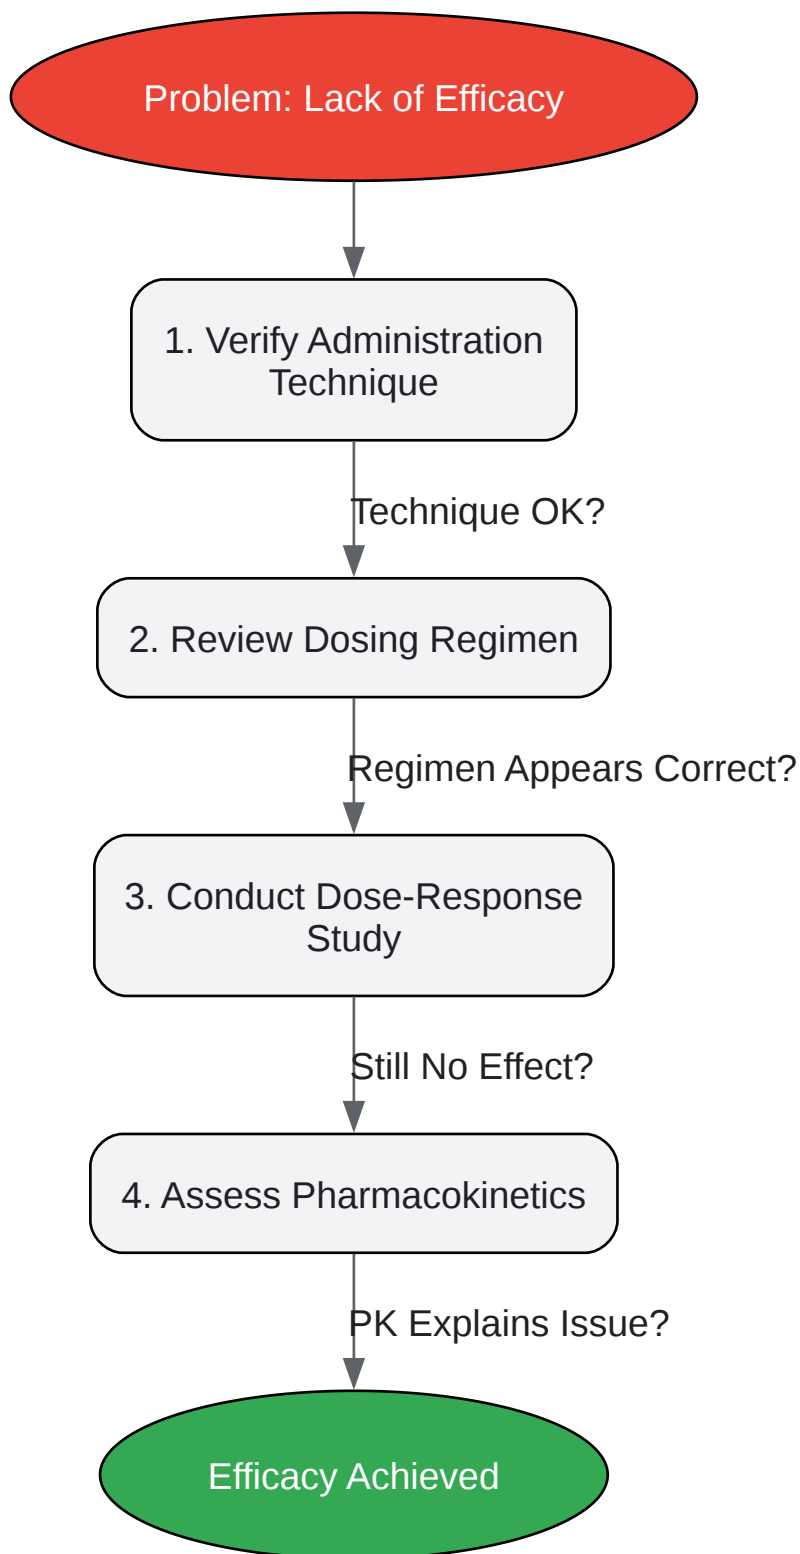 Problem: Lack of Efficacy
1. Verify Administration
Technique
Technique OK?
2. Review Dosing Regimen
Regimen Appears Correct?
3. Conduct Dose-Response
Study
Still No Effect?
4. Assess Pharmacokinetics
PK Explains Issue?
Efficacy Achieved